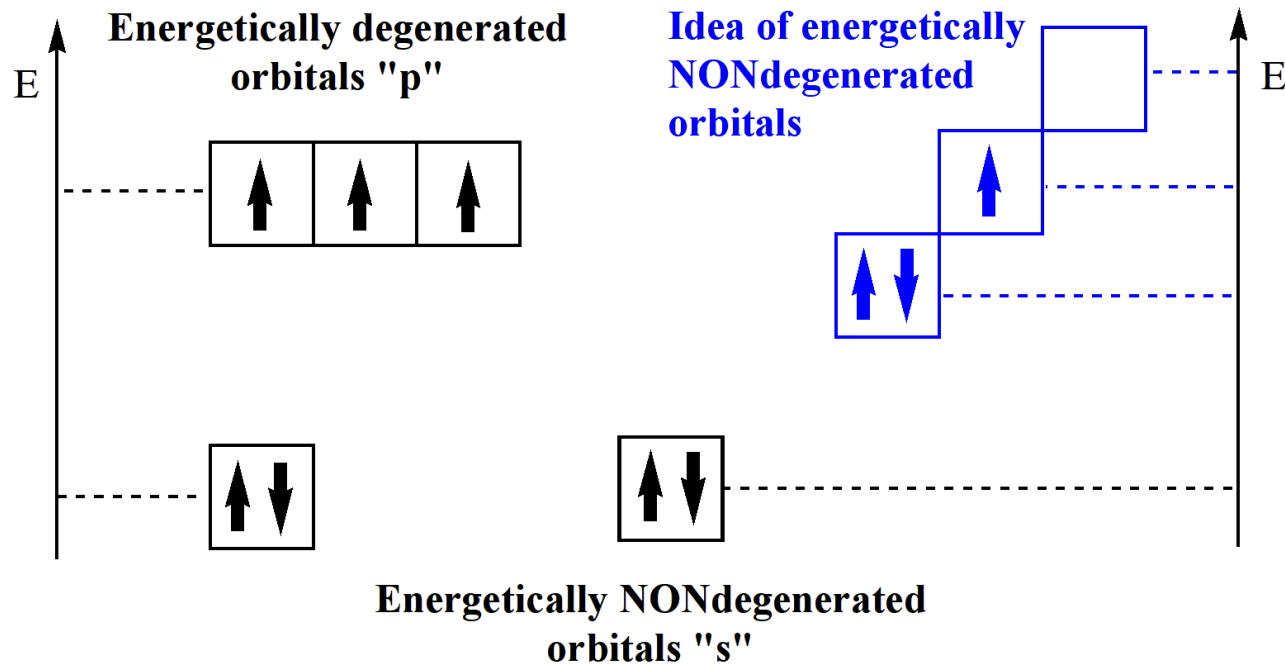 Energetically degenerated
orbitals "p"
E
Idea of energetically
NONdegenerated
orbitals
E
Energetically NONdegenerated
orbitals "s"